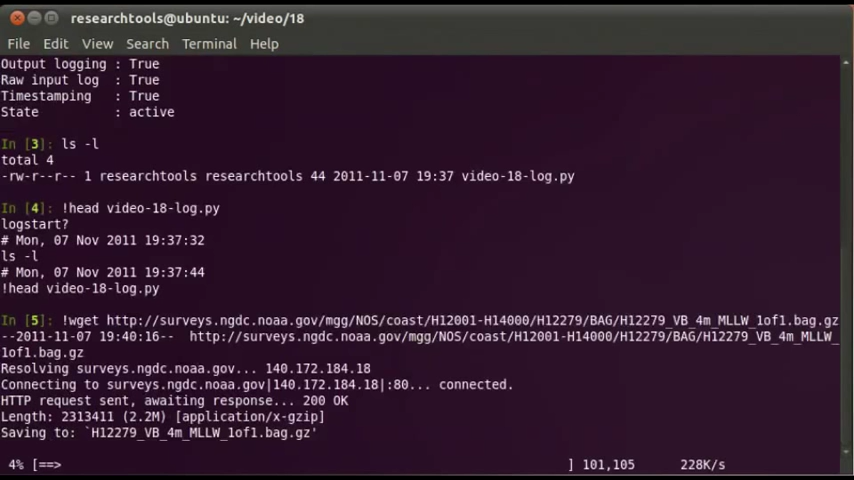 researchtools@ubuntu: ~/video/18
File Edit View Search Terminal Help
Output logging : True
Raw input log  : True
Timestamping   : True
State          : active
In [3]: ls -l
total 4
-rw-r--r-- 1 researchtools researchtools 44 2011-11-07 19:37 video-18-log.py
In [4]: !head video-18-log.py
logstart?
# Mon, 07 Nov 2011 19:37:32
ls -l
# Mon, 07 Nov 2011 19:37:44
!head video-18-log.py
In [5]: !wget http://surveys.ngdc.noaa.gov/mgg/NOS/coast/H12001-H14000/H12279/BAG/H12279_VB_4m_MLLW_1of1.bag.gz
--2011-11-07 19:40:16--  http://surveys.ngdc.noaa.gov/mgg/NOS/coast/H12001-H14000/H12279/BAG/H12279_VB_4m_MLLW_
1of1.bag.gz
Resolving surveys.ngdc.noaa.gov... 140.172.184.18
Connecting to surveys.ngdc.noaa.gov|140.172.184.18|:80... connected.
HTTP request sent, awaiting response... 200 OK
Length: 2313411 (2.2M) [application/x-gzip]
Saving to: `H12279_VB_4m_MLLW_1of1.bag.gz'
4% [==> ] 101,105 228K/s